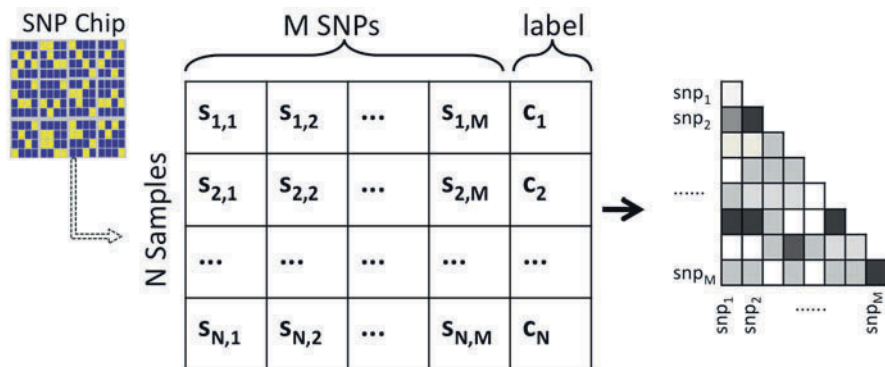 SNP Chip
M SNPs
label
N Samples
s1,1 s1,2 ... s1,M c1
s2,1 s2,2 ... s2,M c2
... ... ... ... ...
sN,1 sN,2 ... sN,M cN
snp1
snp2
......
snpM
snp1 snp2 ...... snpM